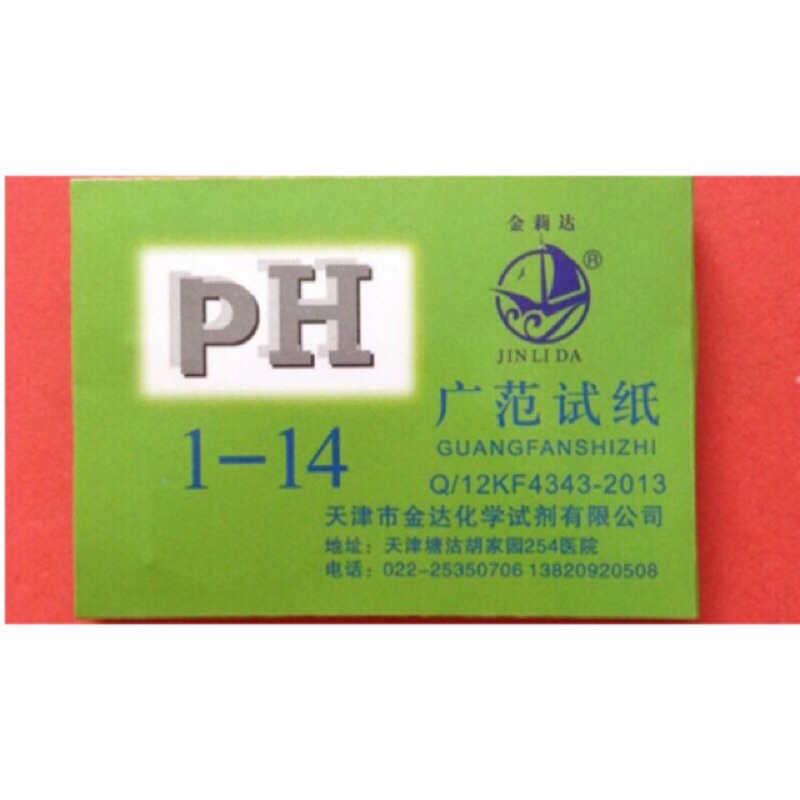 金莉达
®
JIN LI DA
pH
1-14
广范试纸
GUANGFANSHIZHI
Q/12KF4343-2013
天津市金达化学试剂有限公司
地址：天津塘沽胡家园254医院
电话：022-25350706 13820920508